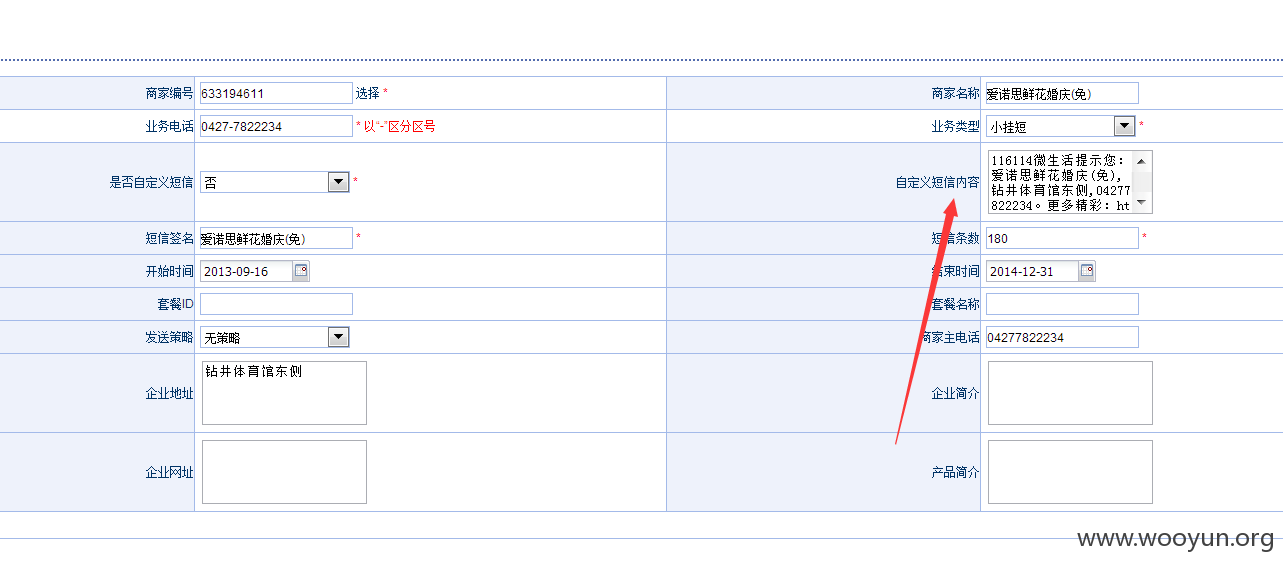 商家编号 633194611 选择 * 商家名称 爱诺思鲜花婚庆(免)
业务电话 0427-7822234 * 以“-”区分区号 业务类型 小挂短 *
是否自定义短信 否 * 自定义短信内容
116114微生活提示您：
爱诺思鲜花婚庆(免),
钻井体育馆东侧,04277
822234。更多精彩：ht
短信签名 爱诺思鲜花婚庆(免) * 短信条数 180 *
开始时间 2013-09-16 结束时间 2014-12-31
套餐ID 套餐名称
发送策略 无策略 商家主电话 04277822234
企业地址 钻井体育馆东侧 企业简介
企业网址 产品简介
www.wooyun.org